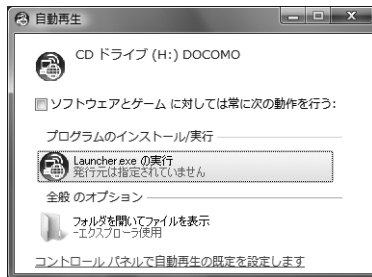 自動再生
CD ドライブ (H:) DOCOMO
ソフトウェアとゲーム に対しては常に次の動作を行う:
プログラムのインストール/実行
Launcher.exe の実行
発行元は指定されていません
全般 のオプション
フォルダを開いてファイルを表示
-エクスプローラ使用
コントロール パネルで自動再生の既定を設定します